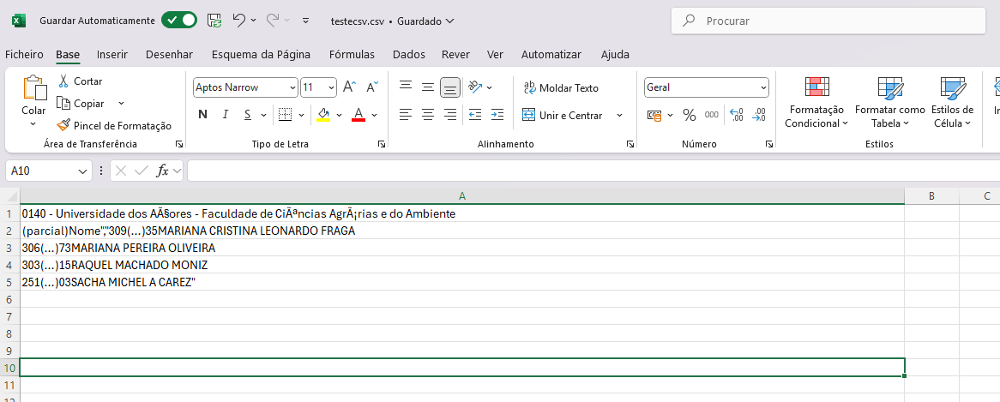 Guardar Automaticamente testecsv.csv • Guardado Procurar
Ficheiro Base Inserir Desenhar Esquema da Página Fórmulas Dados Rever Ver Automatizar Ajuda
Colar
Cortar
Copiar
Pincel de Formatação
Área de Transferência
Aptos Narrow 11 A A
N I S A
Tipo de Letra
ab Moldar Texto
Unir e Centrar
Alinhamento
Geral
% 000 ,00 ,00
Número
Formatação Condicional
Formatar como Tabela
Estilos de Célula
Estilos
A10 fx
A B C
1 0140 - Universidade dos AÃ§ores - Faculdade de CiÃªncias AgrÃ¡rias e do Ambiente
2 (parcial)Nome","309(...)35MARIANA CRISTINA LEONARDO FRAGA
3 306(...)73MARIANA PEREIRA OLIVEIRA
4 303(...)15RAQUEL MACHADO MONIZ
5 251(...)03SACHA MICHEL A CAREZ"
6
7
8
9
10
11